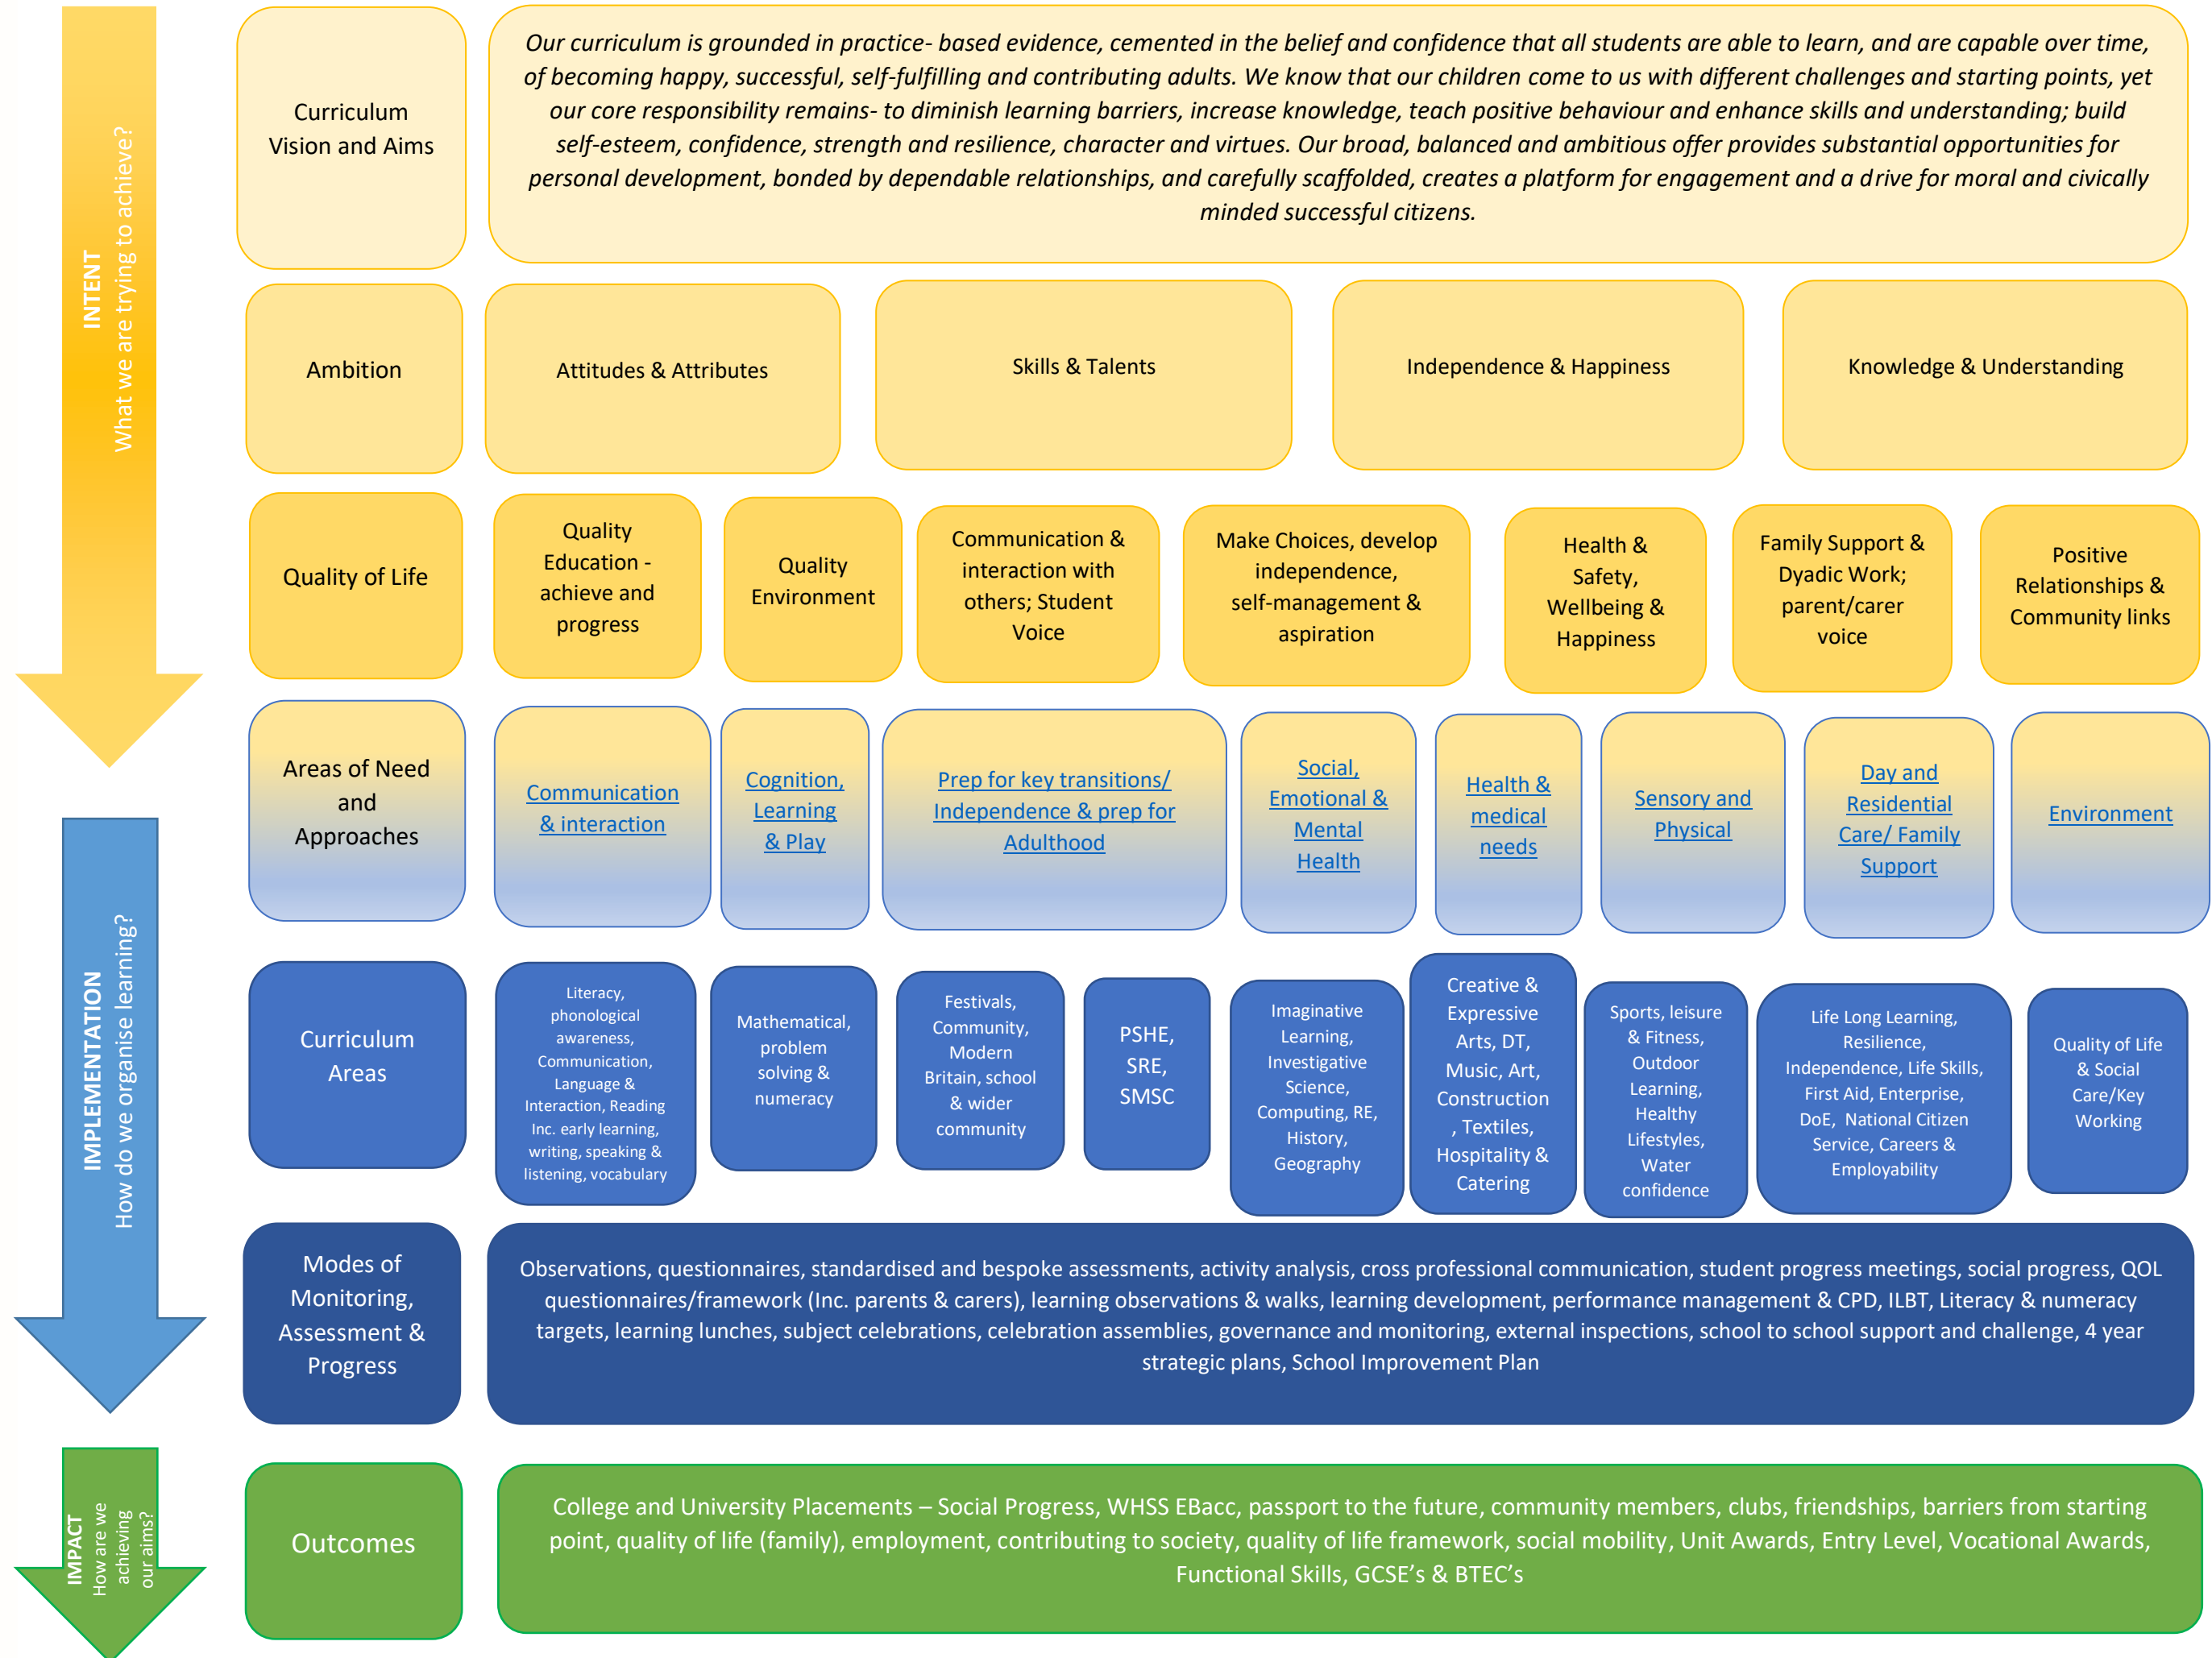 INTENT
What we are trying to achieve?
Curriculum
Vision and Aims
Our curriculum is grounded in practice- based evidence, cemented in the belief and confidence that all students are able to learn, and are capable over time,
of becoming happy, successful, self-fulfilling and contributing adults. We know that our children come to us with different challenges and starting points, yet
our core responsibility remains- to diminish learning barriers, increase knowledge, teach positive behaviour and enhance skills and understanding; build
self-esteem, confidence, strength and resilience, character and virtues. Our broad, balanced and ambitious offer provides substantial opportunities for
personal development, bonded by dependable relationships, and carefully scaffolded, creates a platform for engagement and a drive for moral and civically
minded successful citizens.
Ambition
Attitudes & Attributes
Skills & Talents
Independence & Happiness
Knowledge & Understanding
Quality of Life
Quality
Education -
achieve and
progress
Quality
Environment
Communication &
interaction with
others; Student
Voice
Make Choices, develop
independence,
self-management &
aspiration
Health &
Safety,
Wellbeing &
Happiness
Family Support &
Dyadic Work;
parent/carer
voice
Positive
Relationships &
Community links
Areas of Need
and
Approaches
Communication
& interaction
Cognition,
Learning
& Play
Prep for key transitions/
Independence & prep for
Adulthood
Social,
Emotional &
Mental
Health
Health &
medical
needs
Sensory and
Physical
Day and
Residential
Care/ Family
Support
Environment
IMPLEMENTATION
How do we organise learning?
Curriculum
Areas
Literacy,
phonological
awareness,
Communication,
Language &
Interaction, Reading
Inc. early learning,
writing, speaking &
listening, vocabulary
Mathematical,
problem
solving &
numeracy
Festivals,
Community,
Modern
Britain, school
& wider
community
PSHE,
SRE,
SMSC
Imaginative
Learning,
Investigative
Science,
Computing, RE,
History,
Geography
Creative &
Expressive
Arts, DT,
Music, Art,
Construction
, Textiles,
Hospitality &
Catering
Sports, leisure
& Fitness,
Outdoor
Learning,
Healthy
Lifestyles,
Water
confidence
Life Long Learning,
Resilience,
Independence, Life Skills,
First Aid, Enterprise,
DoE, National Citizen
Service, Careers &
Employability
Quality of Life
& Social
Care/Key
Working
Modes of
Monitoring,
Assessment &
Progress
Observations, questionnaires, standardised and bespoke assessments, activity analysis, cross professional communication, student progress meetings, social progress, QOL
questionnaires/framework (Inc. parents & carers), learning observations & walks, learning development, performance management & CPD, ILBT, Literacy & numeracy
targets, learning lunches, subject celebrations, celebration assemblies, governance and monitoring, external inspections, school to school support and challenge, 4 year
strategic plans, School Improvement Plan
IMPACT
How are we
achieving
our aims?
Outcomes
College and University Placements – Social Progress, WHSS EBacc, passport to the future, community members, clubs, friendships, barriers from starting
point, quality of life (family), employment, contributing to society, quality of life framework, social mobility, Unit Awards, Entry Level, Vocational Awards,
Functional Skills, GCSE’s & BTEC’s